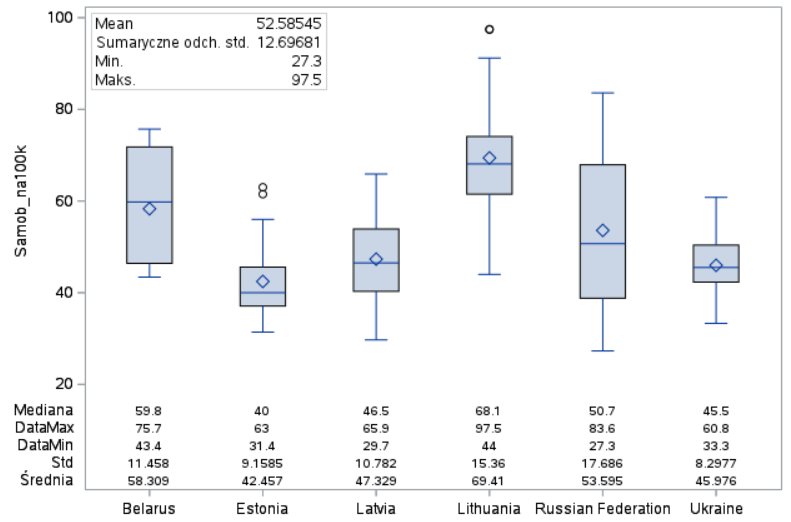 100
Mean 52.58545
Sumaryczne odch. std. 12.69681
Min. 27.3
Maks. 97.5
80
60
40
20
Samob_na100k
Mediana 59.8 40 46.5 68.1 50.7 45.5
DataMax 75.7 63 65.9 97.5 83.6 60.8
DataMin 43.4 31.4 29.7 44 27.3 33.3
Std 11.458 9.1585 10.782 15.36 17.686 8.2977
Średnia 58.309 42.457 47.329 69.41 53.595 45.976
Belarus Estonia Latvia Lithuania Russian Federation Ukraine